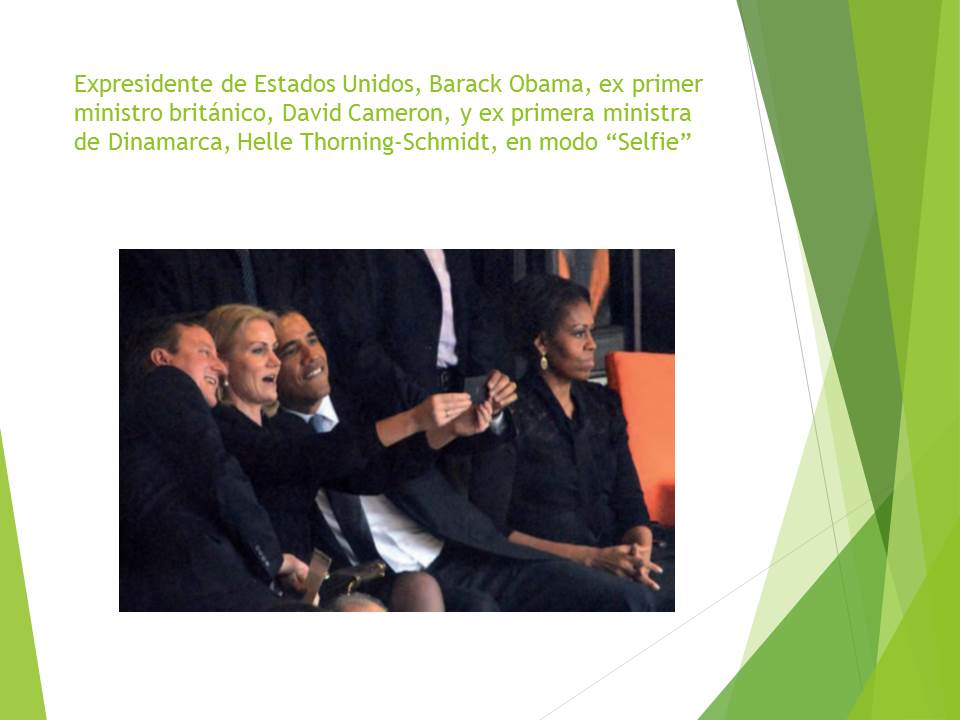 Expresidente de Estados Unidos, Barack Obama, ex primer
ministro británico, David Cameron, y ex primera ministra
de Dinamarca, Helle Thorning-Schmidt, en modo “Selfie”